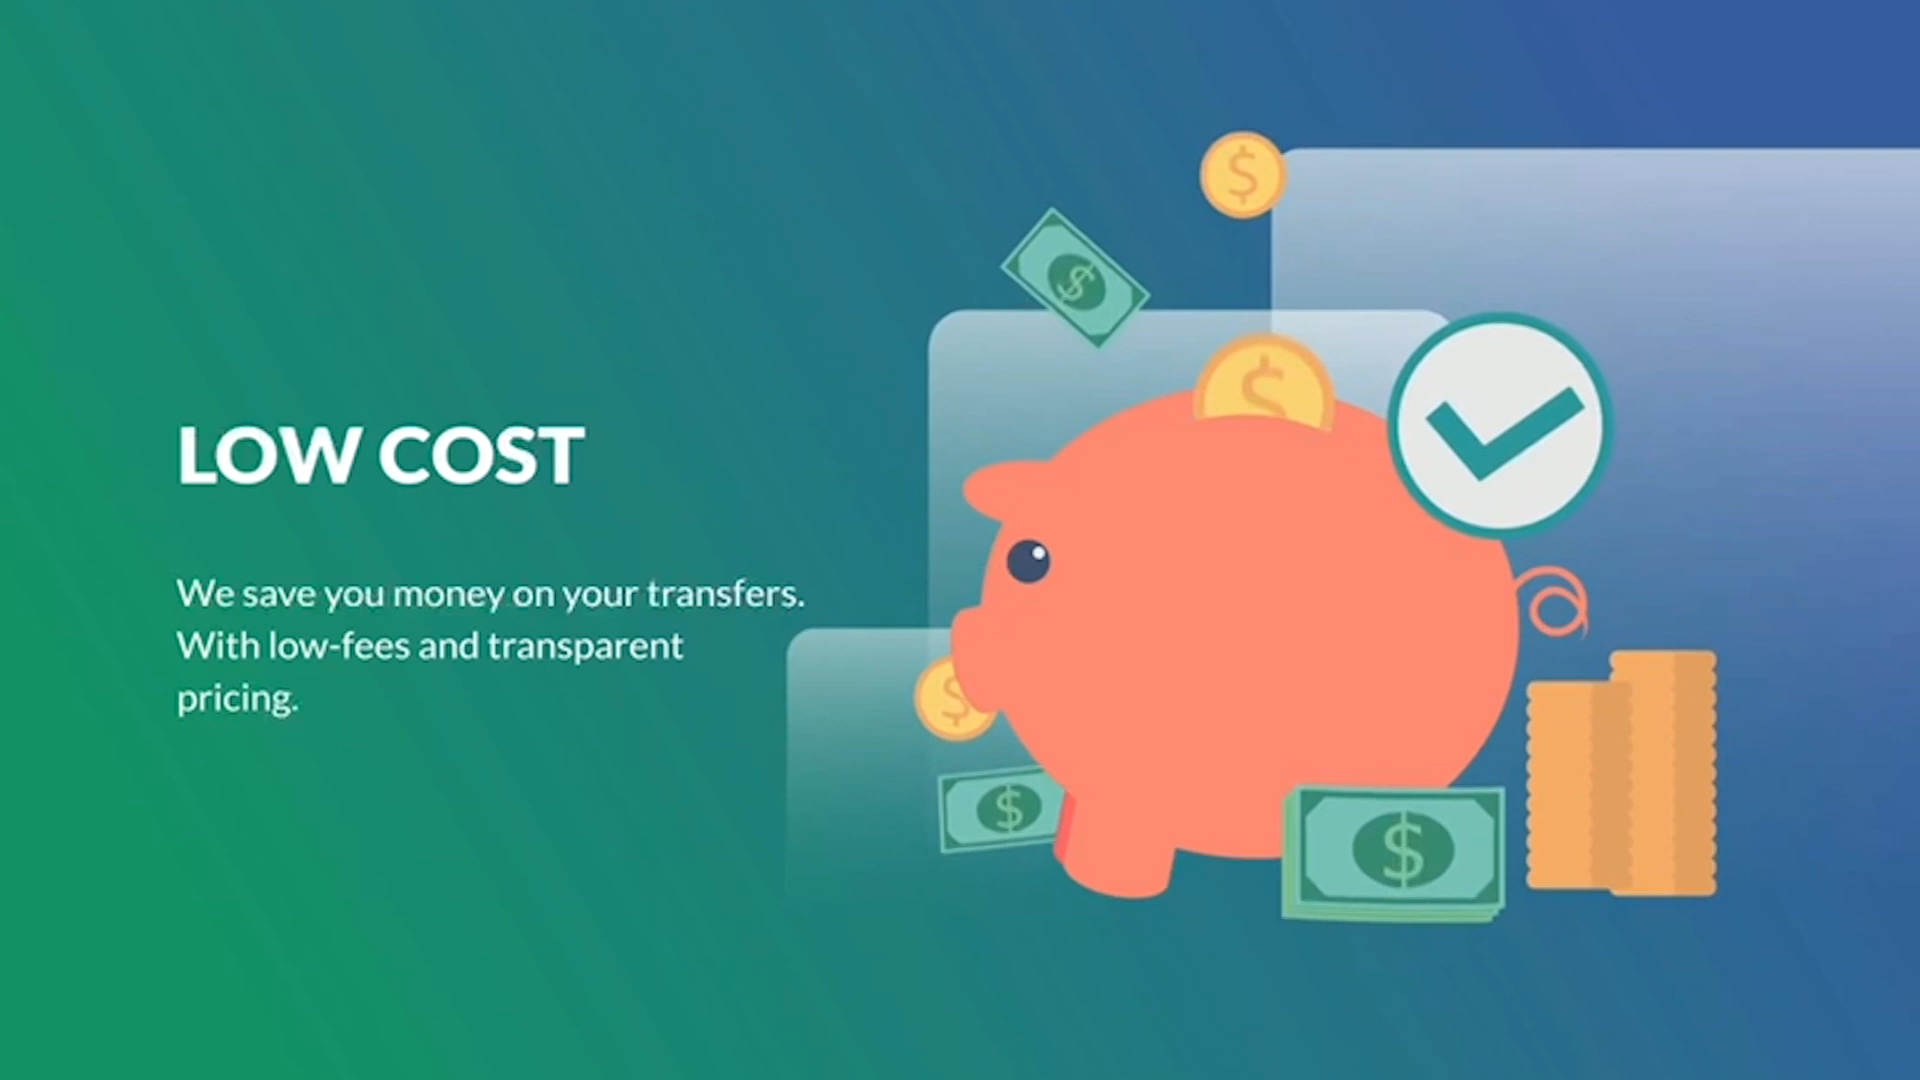 LOW COST
We save you money on your transfers.
With low-fees and transparent
pricing.
$
$
$
$
$
$